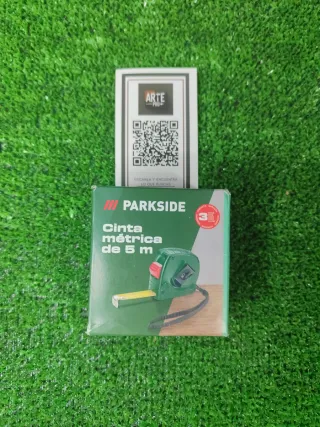 ARTE
PARKSIDE
3
Cinta
métrica
de 5 m